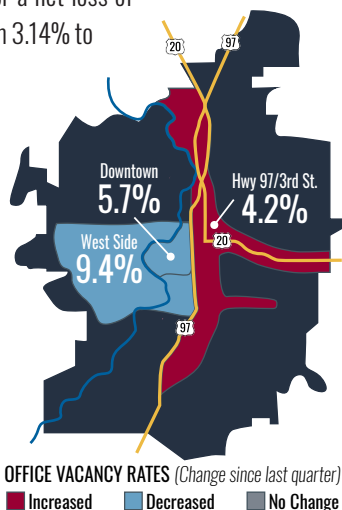 or a net loss of
m 3.14% to
20
97
Downtown
5.7%
Hwy 97/3rd St.
4.2%
West Side
9.4%
20
97
OFFICE VACANCY RATES (Change since last quarter)
Increased Decreased No Change